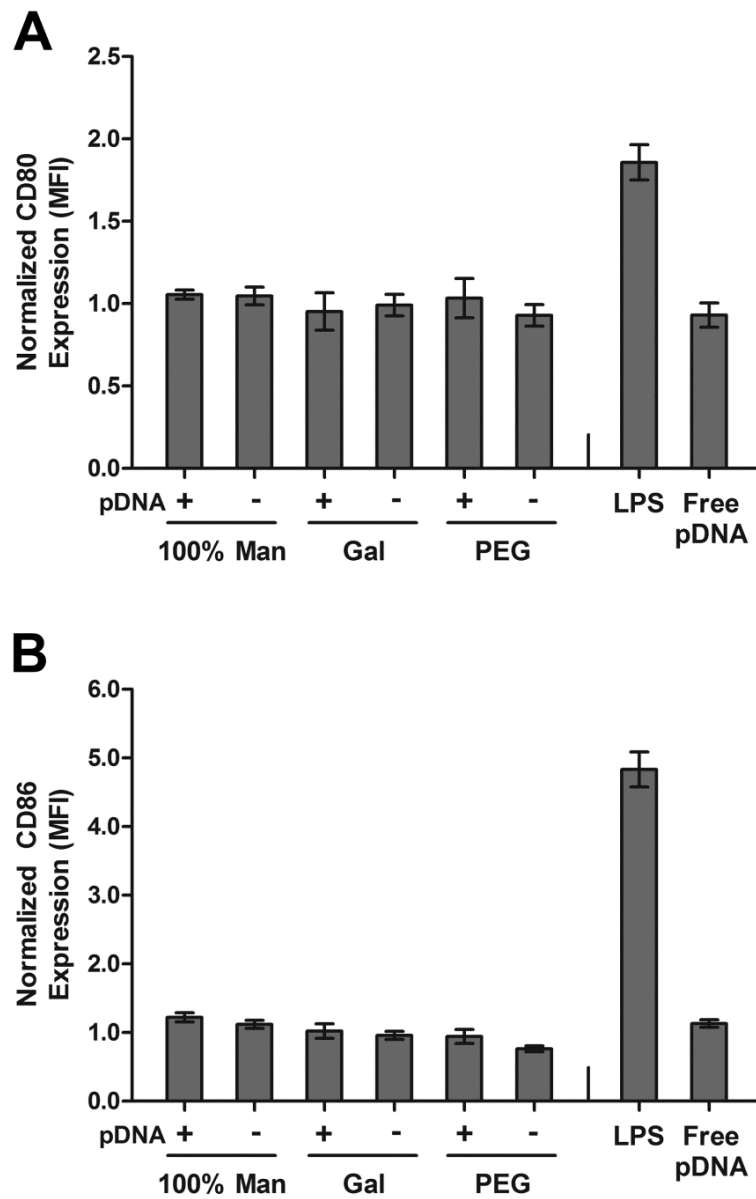 A
Normalized CD80
Expression (MFI)
2.5
2.0
1.5
1.0
0.5
0.0
pDNA + - + - + -
100% Man Gal PEG
LPS Free
pDNA
B
Normalized CD86
Expression (MFI)
6.0
5.0
4.0
3.0
2.0
1.0
0.0
pDNA + - + - + -
100% Man Gal PEG
LPS Free
pDNA